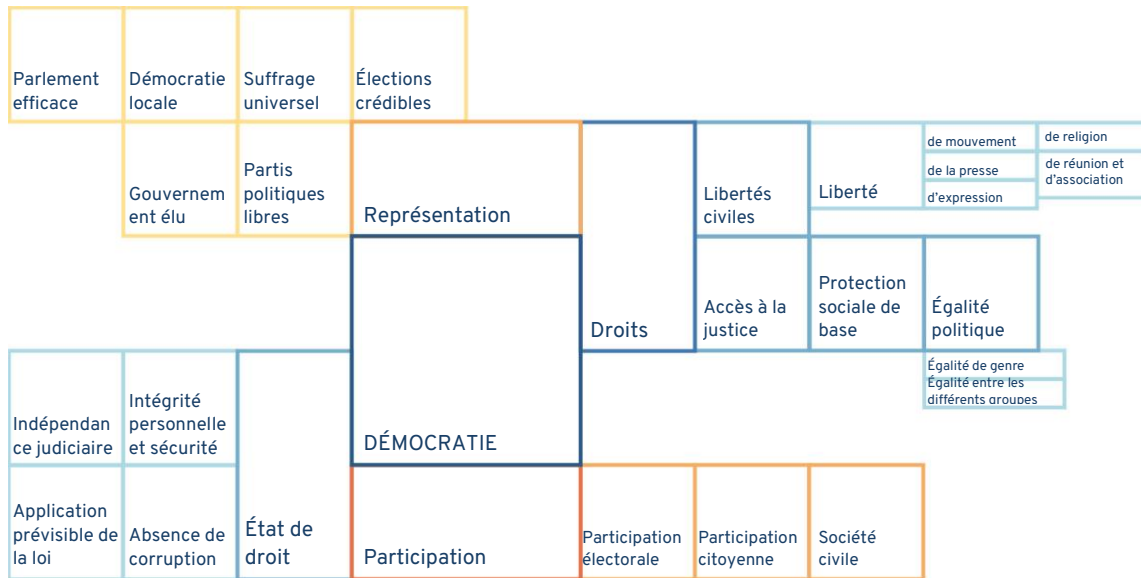 Parlement
efficace
Démocratie
locale
Suffrage
universel
Élections
crédibles
Gouvernem
ent élu
Partis
politiques
libres
Représentation
Droits
Libertés
civiles
Liberté
de mouvement
de la presse
d'expression
de religion
de réunion et
d'association
Accès à la
justice
Protection
sociale de
base
Égalité
politique
Égalité de genre
Égalité entre les
différents groupes
DÉMOCRATIE
Indépendan
ce judiciaire
Intégrité
personnelle
et sécurité
Application
prévisible de
la loi
Absence de
corruption
État de
droit
Participation
Participation
électorale
Participation
citoyenne
Société
civile